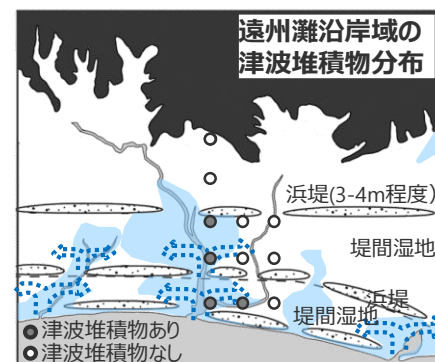 遠州灘沿岸域の
津波堆積物分布
浜堤(3-4m程度)
堤間湿地
浜堤
堤間湿地
津波堆積物あり
津波堆積物なし